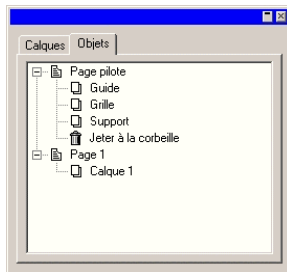 Calques Objets
Page pilote
Guide
Grille
Support
Jeter à la corbeille
Page 1
Calque 1